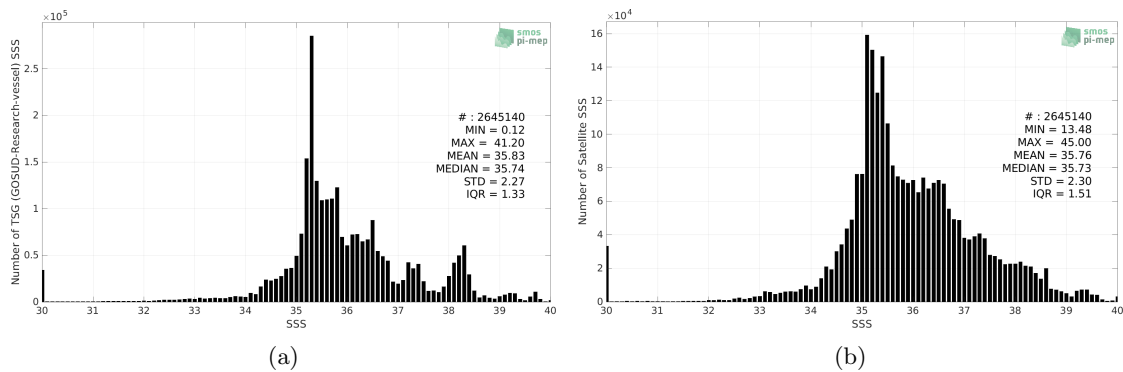 ×10⁵
2.5
2
1.5
1
0.5
0
30 31 32 33 34 35 36 37 38 39 40
SSS
Number of TSG (GOSUD-Research-vessel) SSS
smos
pi-mep
# : 2645140
MIN = 0.12
MAX = 41.20
MEAN = 35.83
MEDIAN = 35.74
STD = 2.27
IQR = 1.33
(a)
×10⁴
16
14
12
10
8
6
4
2
0
30 31 32 33 34 35 36 37 38 39 40
SSS
Number of Satellite SSS
smos
pi-mep
# : 2645140
MIN = 13.48
MAX = 45.00
MEAN = 35.76
MEDIAN = 35.73
STD = 2.30
IQR = 1.51
(b)